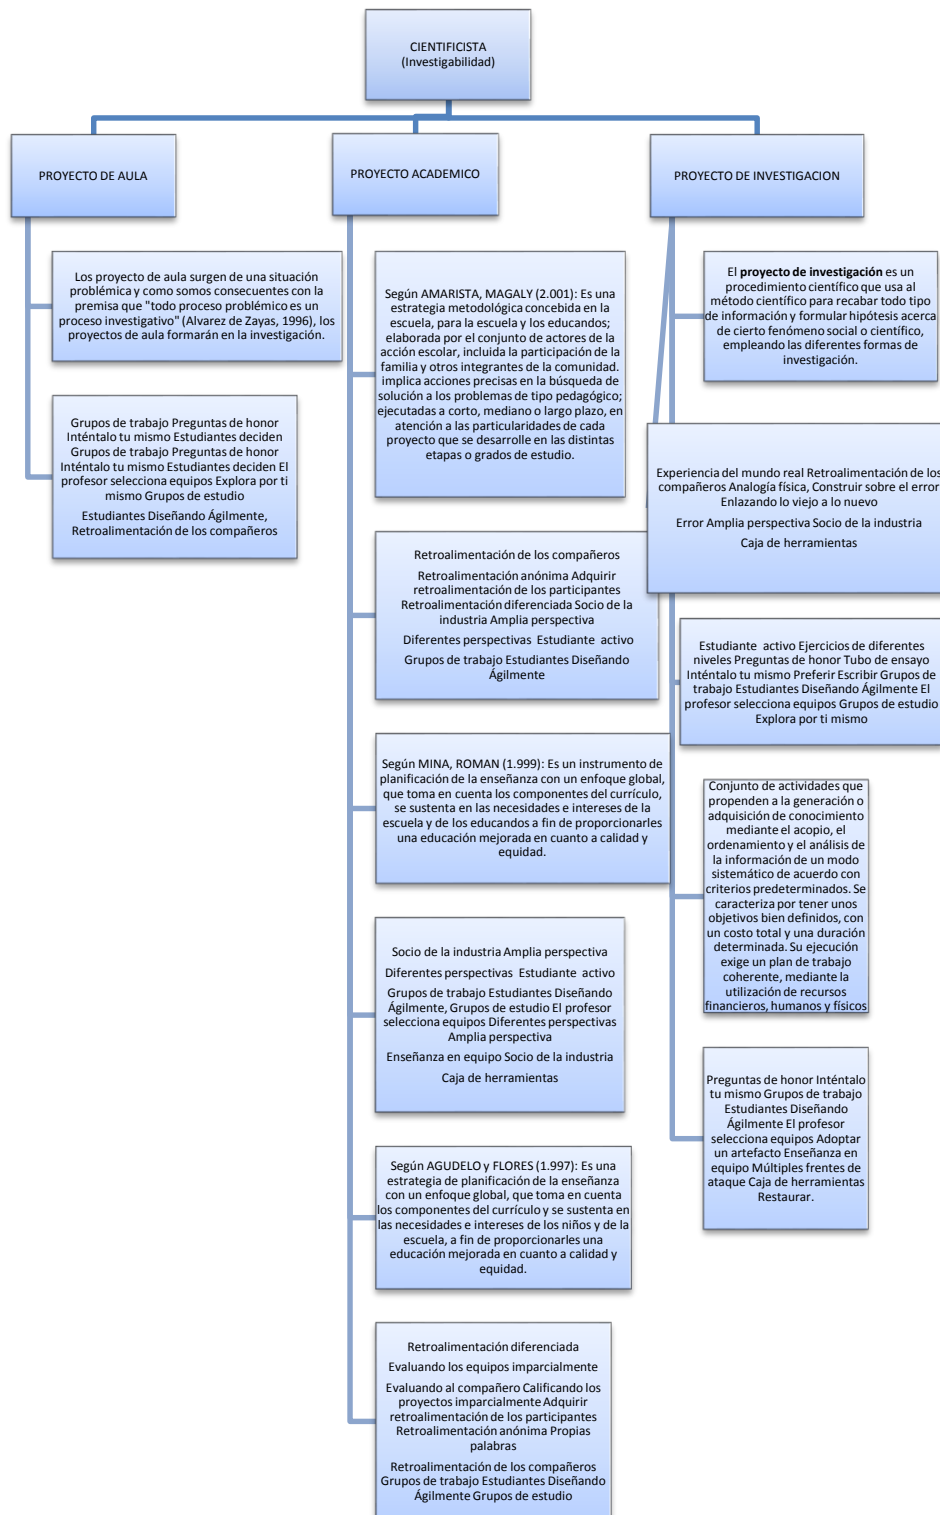 CIENTIFICISTA
(Investigabilidad)
PROYECTO DE AULA
Los proyecto de aula surgen de una situación
problémica y como somos consecuentes con la
premisa que "todo proceso problémico es un
proceso investigativo" (Alvarez de Zayas, 1996), los
proyectos de aula formarán en la investigación.
Grupos de trabajo Preguntas de honor
Inténtalo tu mismo Estudiantes deciden
Grupos de trabajo Preguntas de honor
Inténtalo tu mismo Estudiantes deciden El
profesor selecciona equipos Explora por ti
mismo Grupos de estudio
Estudiantes Diseñando Ágilmente,
Retroalimentación de los compañeros
PROYECTO ACADEMICO
Según AMARISTA, MAGALY (2.001): Es una
estrategia metodológica concebida en la
escuela, para la escuela y los educandos;
elaborada por el conjunto de actores de la
acción escolar, incluida la participación de la
familia y otros integrantes de la comunidad.
implica acciones precisas en la búsqueda de
solución a los problemas de tipo pedagógico;
ejecutadas a corto, mediano o largo plazo, en
atención a las particularidades de cada
proyecto que se desarrolle en las distintas
etapas o grados de estudio.
Retroalimentación de los compañeros
Retroalimentación anónima Adquirir
retroalimentación de los participantes
Retroalimentación diferenciada Socio de la
industria Amplia perspectiva
Diferentes perspectivas Estudiante activo
Grupos de trabajo Estudiantes Diseñando
Ágilmente
Según MINA, ROMAN (1.999): Es un instrumento de
planificación de la enseñanza con un enfoque global,
que toma en cuenta los componentes del currículo,
se sustenta en las necesidades e intereses de la
escuela y de los educandos a fin de proporcionarles
una educación mejorada en cuanto a calidad y
equidad.
Socio de la industria Amplia perspectiva
Diferentes perspectivas Estudiante activo
Grupos de trabajo Estudiantes Diseñando
Ágilmente, Grupos de estudio El profesor
selecciona equipos Diferentes perspectivas
Amplia perspectiva
Enseñanza en equipo Socio de la industria
Caja de herramientas
Según AGUDELO y FLORES (1.997): Es una
estrategia de planificación de la enseñanza
con un enfoque global, que toma en cuenta
los componentes del currículo y se sustenta en
las necesidades e intereses de los niños y de la
escuela, a fin de proporcionarles una
educación mejorada en cuanto a calidad y
equidad.
Retroalimentación diferenciada
Evaluando los equipos imparcialmente
Evaluando al compañero Calificando los
proyectos imparcialmente Adquirir
retroalimentación de los participantes
Retroalimentación anónima Propias
palabras
Retroalimentación de los compañeros
Grupos de trabajo Estudiantes Diseñando
Ágilmente Grupos de estudio
PROYECTO DE INVESTIGACION
El proyecto de investigación es un
procedimiento científico que usa al
método científico para recabar todo tipo
de información y formular hipótesis acerca
de cierto fenómeno social o científico,
empleando las diferentes formas de
investigación.
Experiencia del mundo real Retroalimentación de los
compañeros Analogía física, Construir sobre el error
Enlazando lo viejo a lo nuevo
Error Amplia perspectiva Socio de la industria
Caja de herramientas
Estudiante activo Ejercicios de diferentes
niveles Preguntas de honor Tubo de ensayo
Inténtalo tu mismo Preferir Escribir Grupos de
trabajo Estudiantes Diseñando Ágilmente El
profesor selecciona equipos Grupos de estudio
Explora por ti mismo
Conjunto de actividades que
propenden a la generación o
adquisición de conocimiento
mediante el acopio, el
ordenamiento y el análisis de
la información de un modo
sistemático de acuerdo con
criterios predeterminados. Se
caracteriza por tener unos
objetivos bien definidos, con
un costo total y una duración
determinada. Su ejecución
exige un plan de trabajo
coherente, mediante la
utilización de recursos
financieros, humanos y físicos
Preguntas de honor Inténtalo
tu mismo Grupos de trabajo
Estudiantes Diseñando
Ágilmente El profesor
selecciona equipos Adoptar
un artefacto Enseñanza en
equipo Múltiples frentes de
ataque Caja de herramientas
Restaurar.